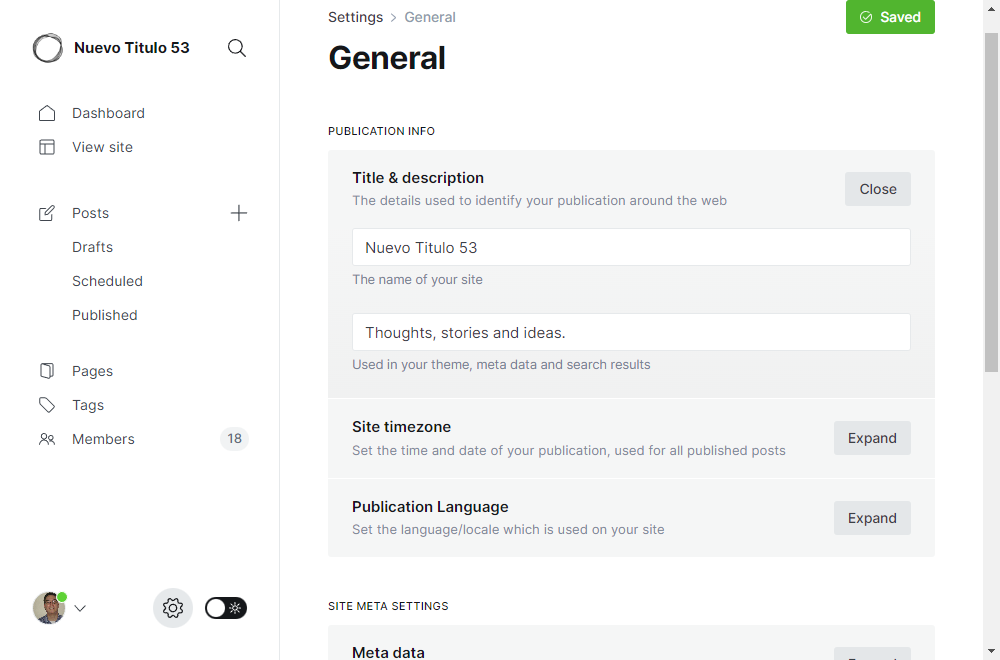 Nuevo Titulo 53
Dashboard
View site
Posts
Drafts
Scheduled
Published
Pages
Tags
Members
18
Settings
General
Saved
General
PUBLICATION INFO
Title & description
The details used to identify your publication around the web
Close
Nuevo Titulo 53
The name of your site
Thoughts, stories and ideas.
Used in your theme, meta data and search results
Site timezone
Set the time and date of your publication, used for all published posts
Expand
Publication Language
Set the language/locale which is used on your site
Expand
SITE META SETTINGS
Meta data